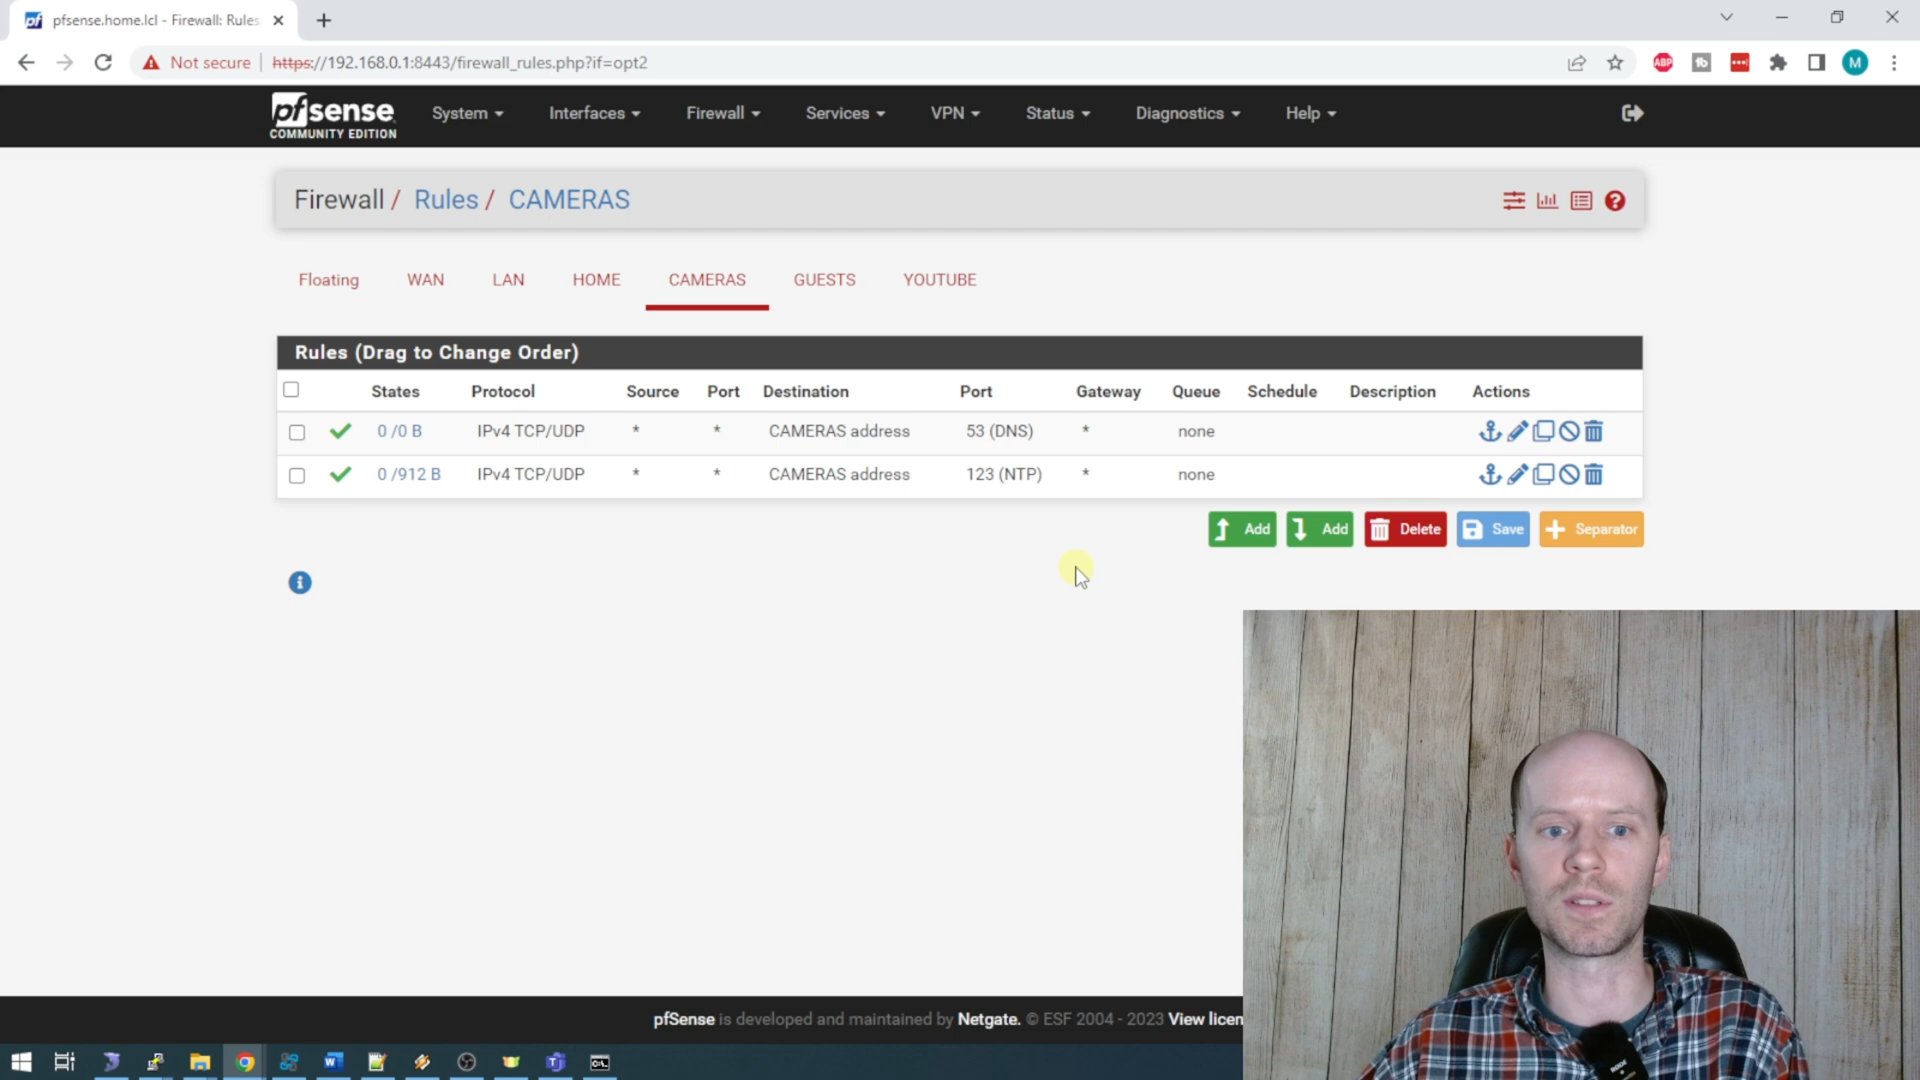 pfsense.home.lcl - Firewall: Rules
Not secure | https://192.168.0.1:8443/firewall_rules.php?if=opt2
ABP
M
pfsense
COMMUNITY EDITION
System Interfaces Firewall Services VPN Status Diagnostics Help
Firewall / Rules / CAMERAS
Floating WAN LAN HOME CAMERAS GUESTS YOUTUBE
Rules (Drag to Change Order)
States Protocol Source Port Destination Port Gateway Queue Schedule Description Actions
0 /0 B IPv4 TCP/UDP * * CAMERAS address 53 (DNS) * none
0 /912 B IPv4 TCP/UDP * * CAMERAS address 123 (NTP) * none
Add Add Delete Save Separator
pfSense is developed and maintained by Netgate. © ESF 2004 - 2023 View licen